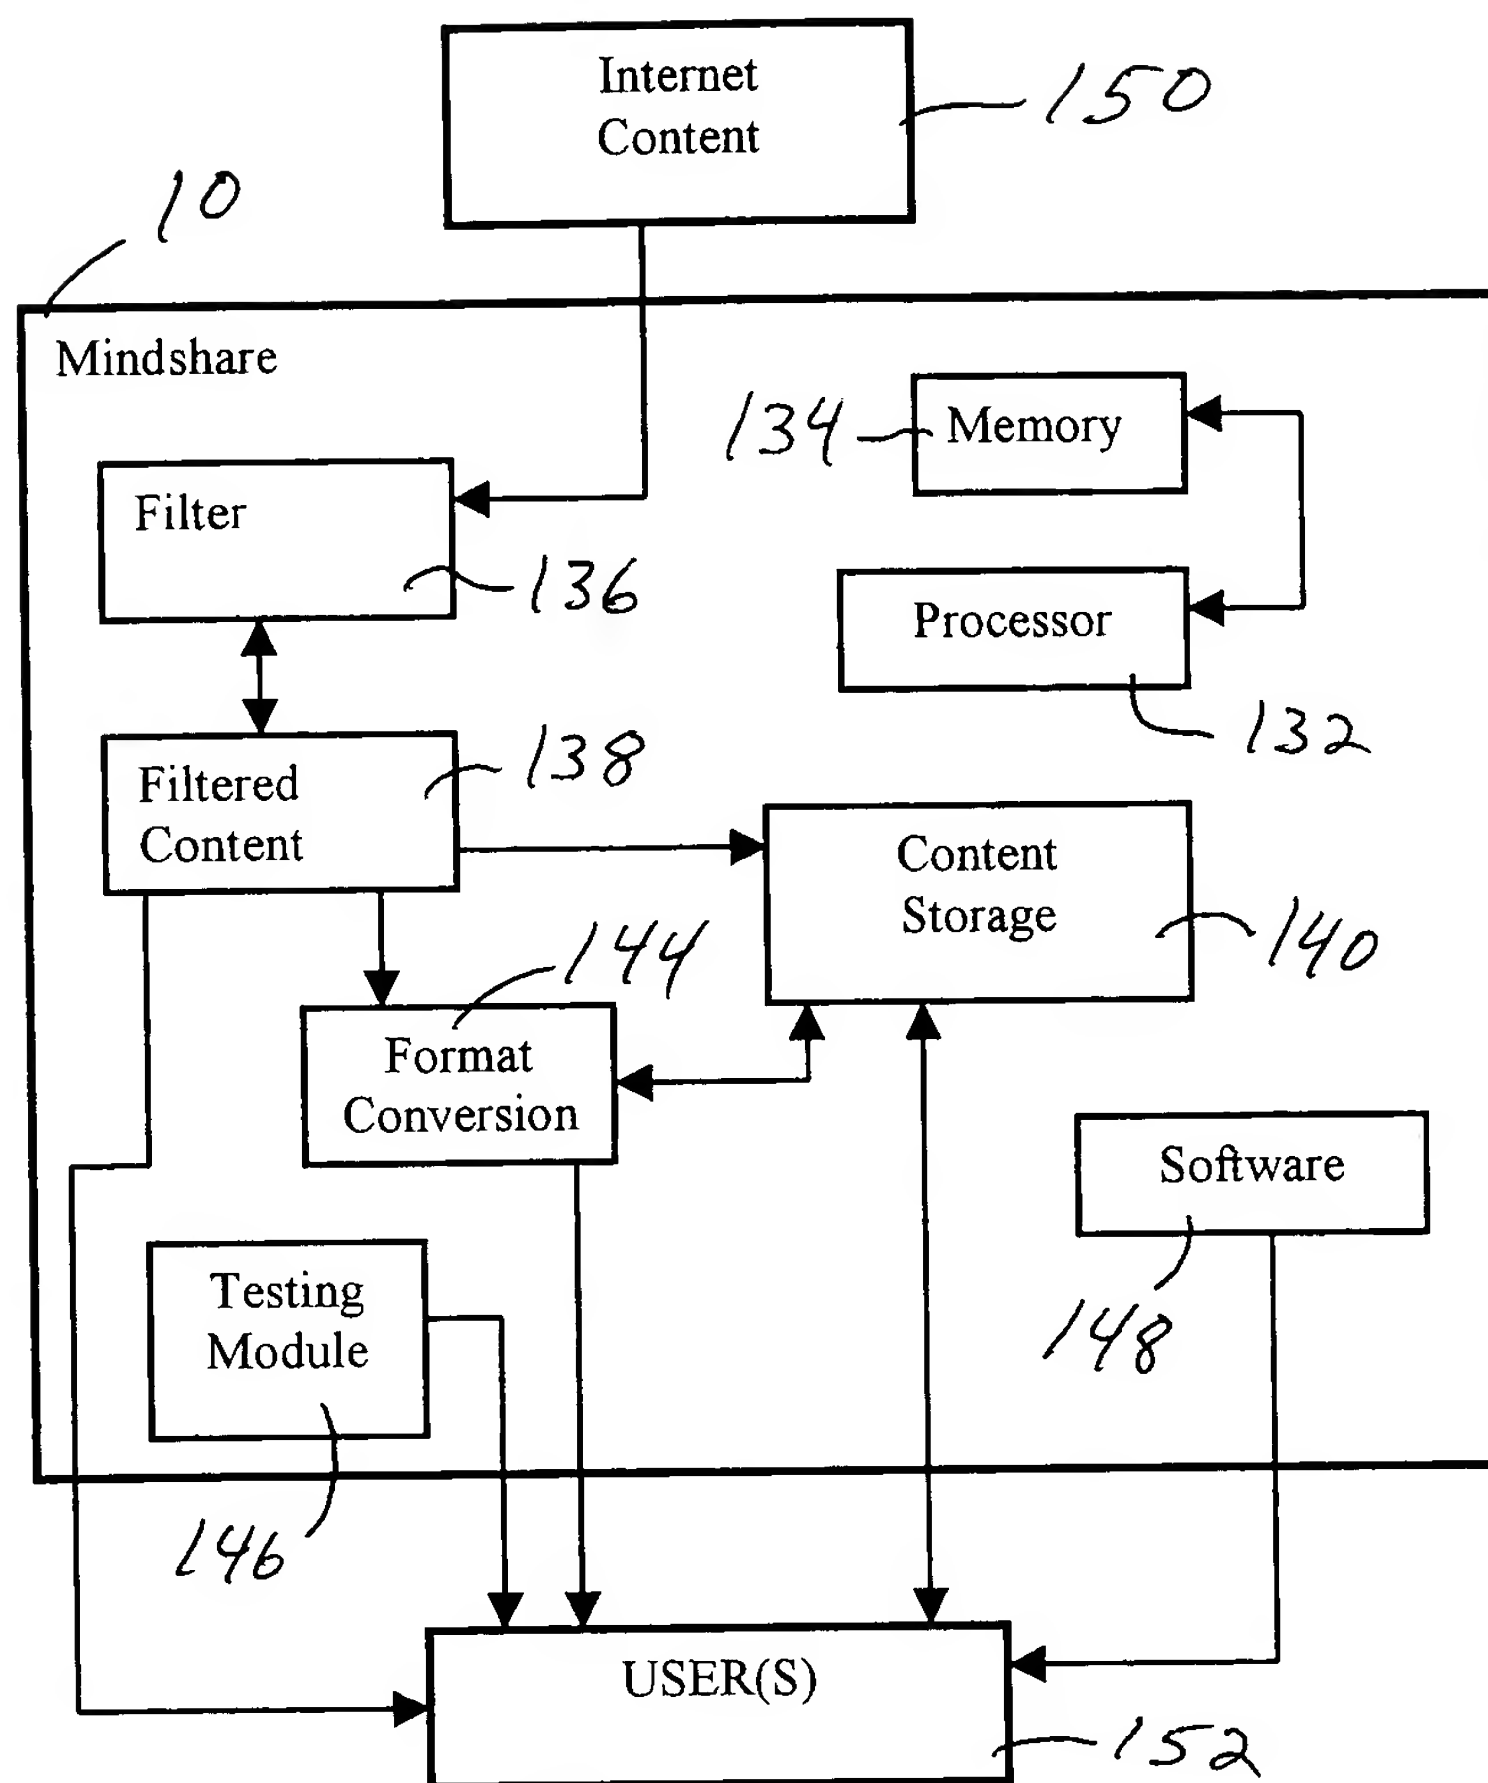 Internet
Content
150
10
Mindshare
134
Memory
Filter
136
Processor
132
Filtered
Content
138
Content
Storage
140
144
Format
Conversion
Software
148
Testing
Module
146
USER(S)
152